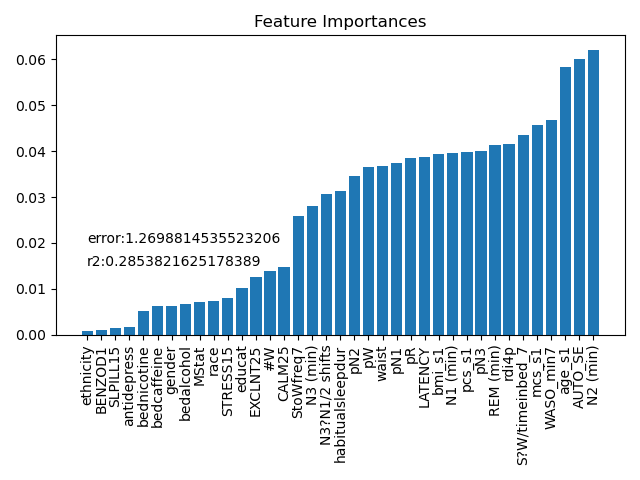 Feature Importances
0.06
0.05
0.04
0.03
0.02
0.01
0.00
error:1.2698814535523206
r2:0.2853821625178389
ethnicity
BENZOD1
SLPILL15
antidepress
bednicotine
bedcaffeine
gender
bedalcohol
MStat
race
STRESS15
educat
EXCLNT25
#W
CALM25
StoWfreq7
N3 (min)
N3?N1/2 shifts
habitualsleepdur
pN2
pW
waist
pN1
pR
LATENCY
bmi_s1
N1 (min)
pcs_s1
pN3
REM (min)
rdi4p
S?W/timeinbed_7
mcs_s1
WASO_min7
age_s1
AUTO_SE
N2 (min)